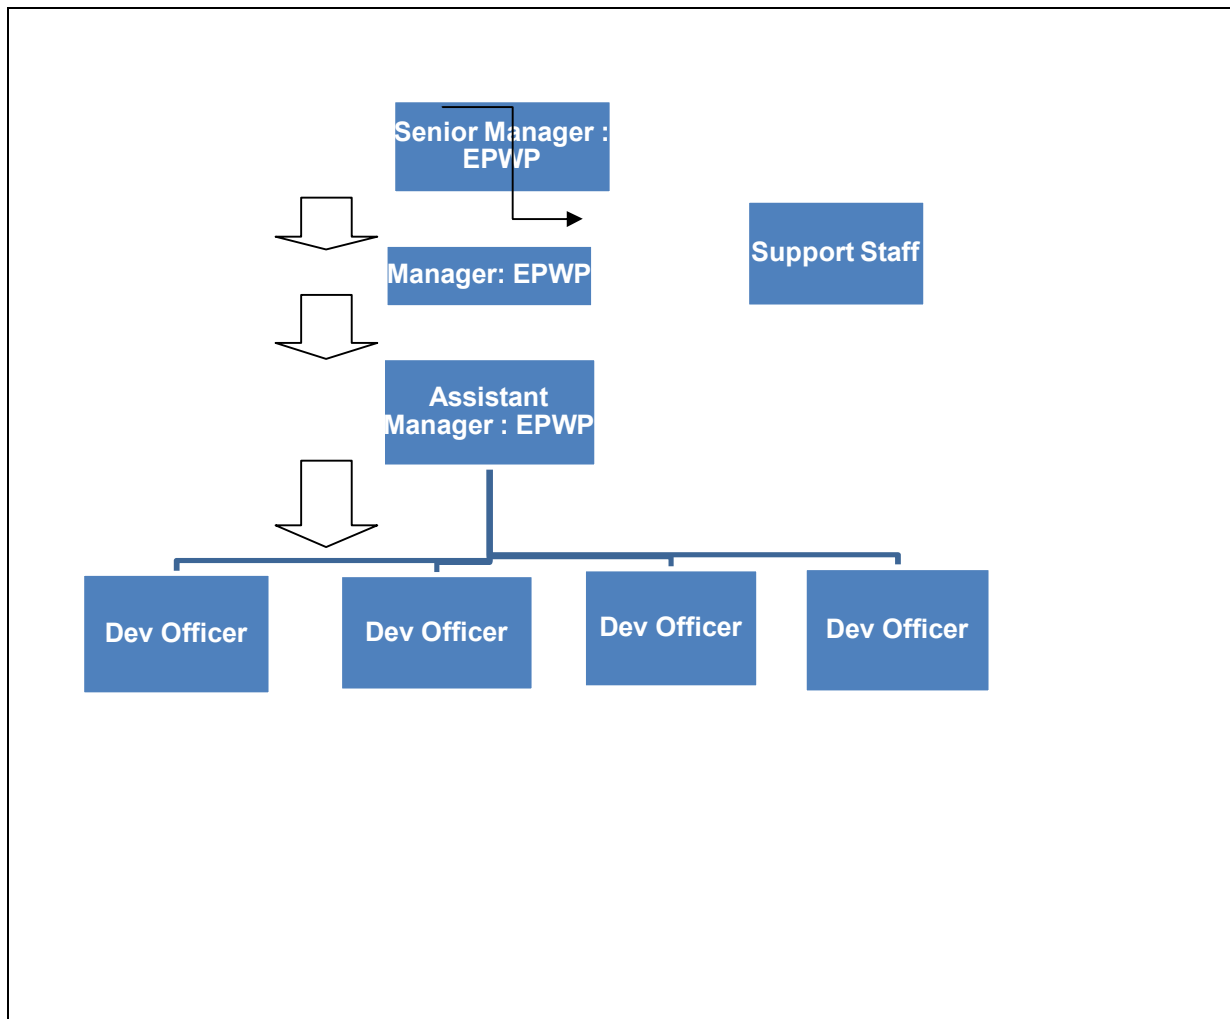 Senior Manager :
EPWP
Support Staff
Manager: EPWP
Assistant
Manager : EPWP
Dev Officer
Dev Officer
Dev Officer
Dev Officer